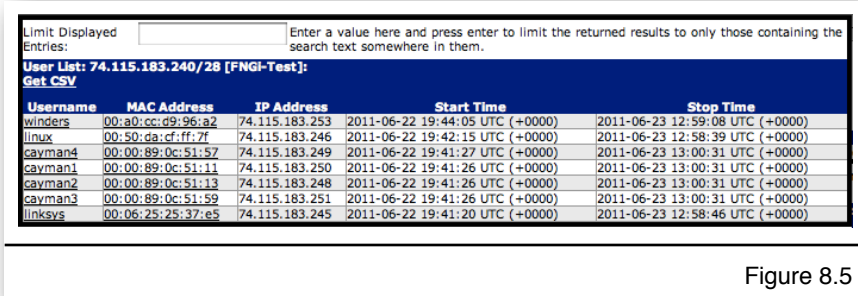 Limit Displayed Entries:
Enter a value here and press enter to limit the returned results to only those containing the search text somewhere in them.
User List: 74.115.183.240/28 [FNGi-Test]:
Get CSV
Username MAC Address IP Address Start Time Stop Time
winders 00:a0:cc:d9:96:a2 74.115.183.253 2011-06-22 19:44:05 UTC (+0000) 2011-06-23 12:59:08 UTC (+0000)
linux 00:50:da:cf:ff:7f 74.115.183.246 2011-06-22 19:42:15 UTC (+0000) 2011-06-23 12:58:39 UTC (+0000)
cayman4 00:00:89:0c:51:57 74.115.183.249 2011-06-22 19:41:27 UTC (+0000) 2011-06-23 13:00:31 UTC (+0000)
cayman1 00:00:89:0c:51:11 74.115.183.250 2011-06-22 19:41:26 UTC (+0000) 2011-06-23 13:00:31 UTC (+0000)
cayman2 00:00:89:0c:51:13 74.115.183.248 2011-06-22 19:41:26 UTC (+0000) 2011-06-23 13:00:31 UTC (+0000)
cayman3 00:00:89:0c:51:59 74.115.183.251 2011-06-22 19:41:26 UTC (+0000) 2011-06-23 13:00:31 UTC (+0000)
linksys 00:06:25:25:37:e5 74.115.183.245 2011-06-22 19:41:20 UTC (+0000) 2011-06-23 12:58:46 UTC (+0000)
Figure 8.5